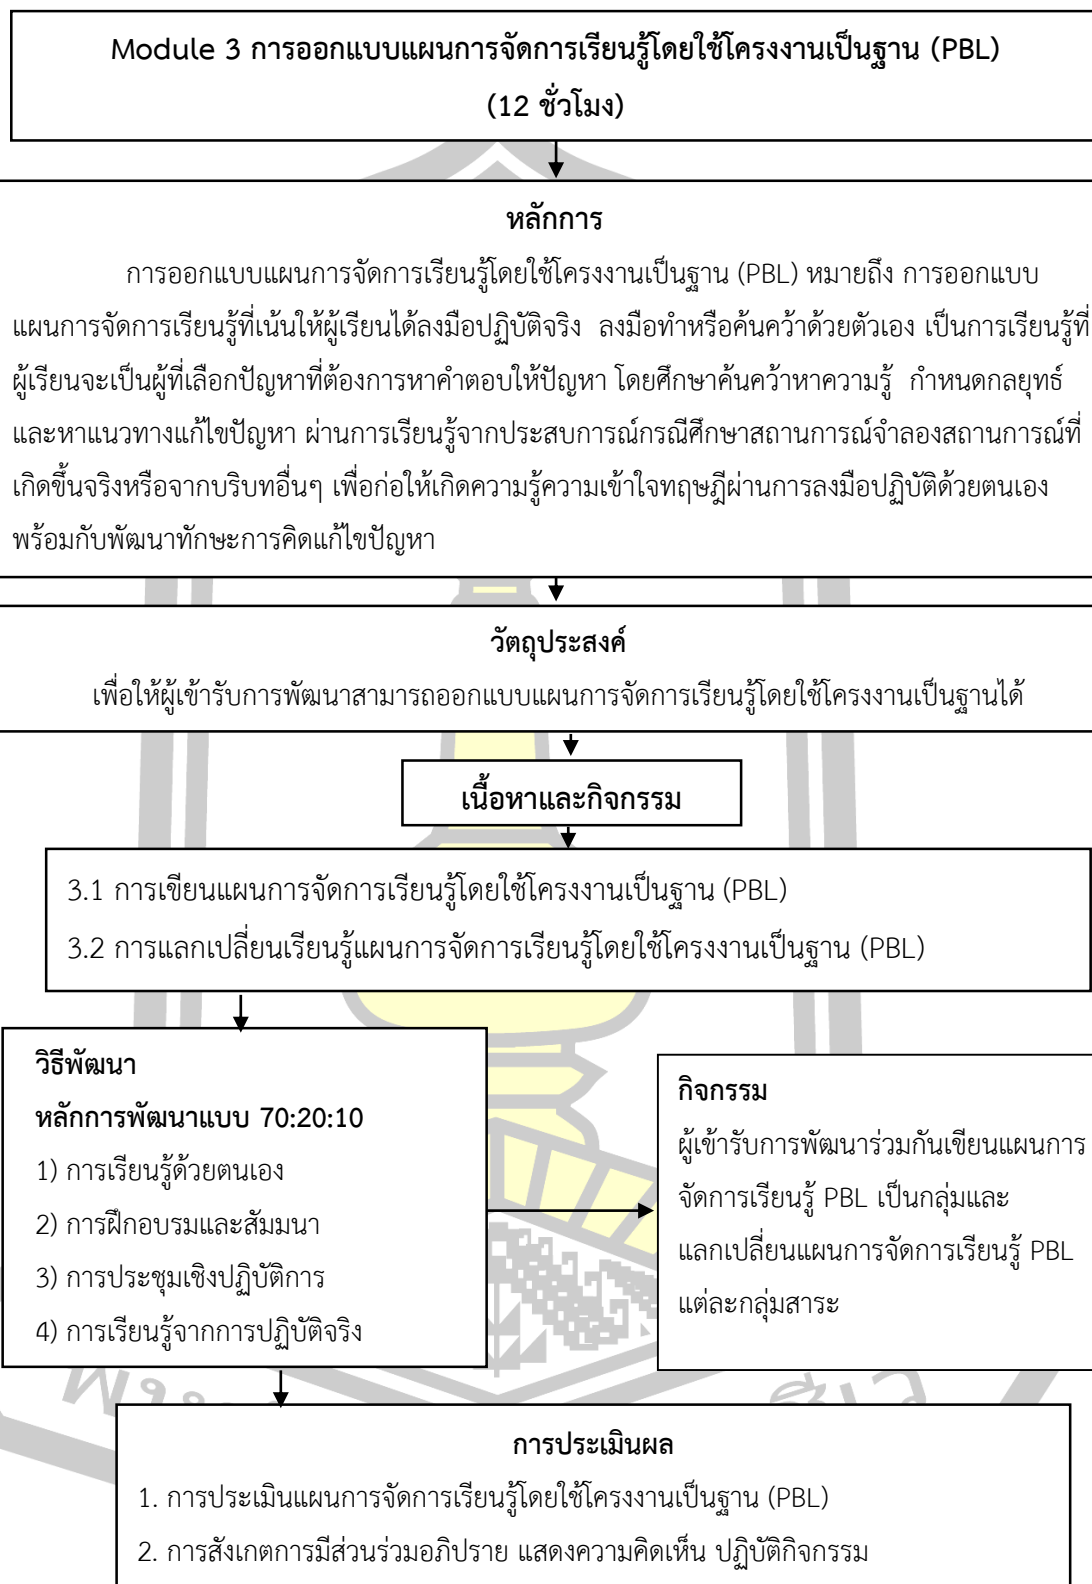 Module 3 การออกแบบแผนการจัดการเรียนรู้โดยใช้โครงงานเป็นฐาน (PBL)
(12 ชั่วโมง)
หลักการ
การออกแบบแผนการจัดการเรียนรู้โดยใช้โครงงานเป็นฐาน (PBL) หมายถึง การออกแบบ
แผนการจัดการเรียนรู้ที่เน้นให้ผู้เรียนได้ลงมือปฏิบัติจริง  ลงมือทำหรือค้นคว้าด้วยตัวเอง เป็นการเรียนรู้ที่
ผู้เรียนจะเป็นผู้ที่เลือกปัญหาที่ต้องการหาคำตอบให้ปัญหา โดยศึกษาค้นคว้าหาความรู้  กำหนดกลยุทธ์
และหาแนวทางแก้ไขปัญหา ผ่านการเรียนรู้จากประสบการณ์กรณีศึกษาสถานการณ์จำลองสถานการณ์ที่
เกิดขึ้นจริงหรือจากบริบทอื่นๆ เพื่อก่อให้เกิดความรู้ความเข้าใจทฤษฎีผ่านการลงมือปฏิบัติด้วยตนเอง
พร้อมกับพัฒนาทักษะการคิดแก้ไขปัญหา
วัตถุประสงค์
เพื่อให้ผู้เข้ารับการพัฒนาสามารถออกแบบแผนการจัดการเรียนรู้โดยใช้โครงงานเป็นฐานได้
เนื้อหาและกิจกรรม
3.1 การเขียนแผนการจัดการเรียนรู้โดยใช้โครงงานเป็นฐาน (PBL)
3.2 การแลกเปลี่ยนเรียนรู้แผนการจัดการเรียนรู้โดยใช้โครงงานเป็นฐาน (PBL)
วิธีพัฒนา
หลักการพัฒนาแบบ 70:20:10
1) การเรียนรู้ด้วยตนเอง
2) การฝึกอบรมและสัมมนา
3) การประชุมเชิงปฏิบัติการ
4) การเรียนรู้จากการปฏิบัติจริง
กิจกรรม
ผู้เข้ารับการพัฒนาร่วมกันเขียนแผนการ
จัดการเรียนรู้ PBL เป็นกลุ่มและ
แลกเปลี่ยนแผนการจัดการเรียนรู้ PBL
แต่ละกลุ่มสาระ
การประเมินผล
1. การประเมินแผนการจัดการเรียนรู้โดยใช้โครงงานเป็นฐาน (PBL)
2. การสังเกตการมีส่วนร่วมอภิปราย แสดงความคิดเห็น ปฏิบัติกิจกรรม